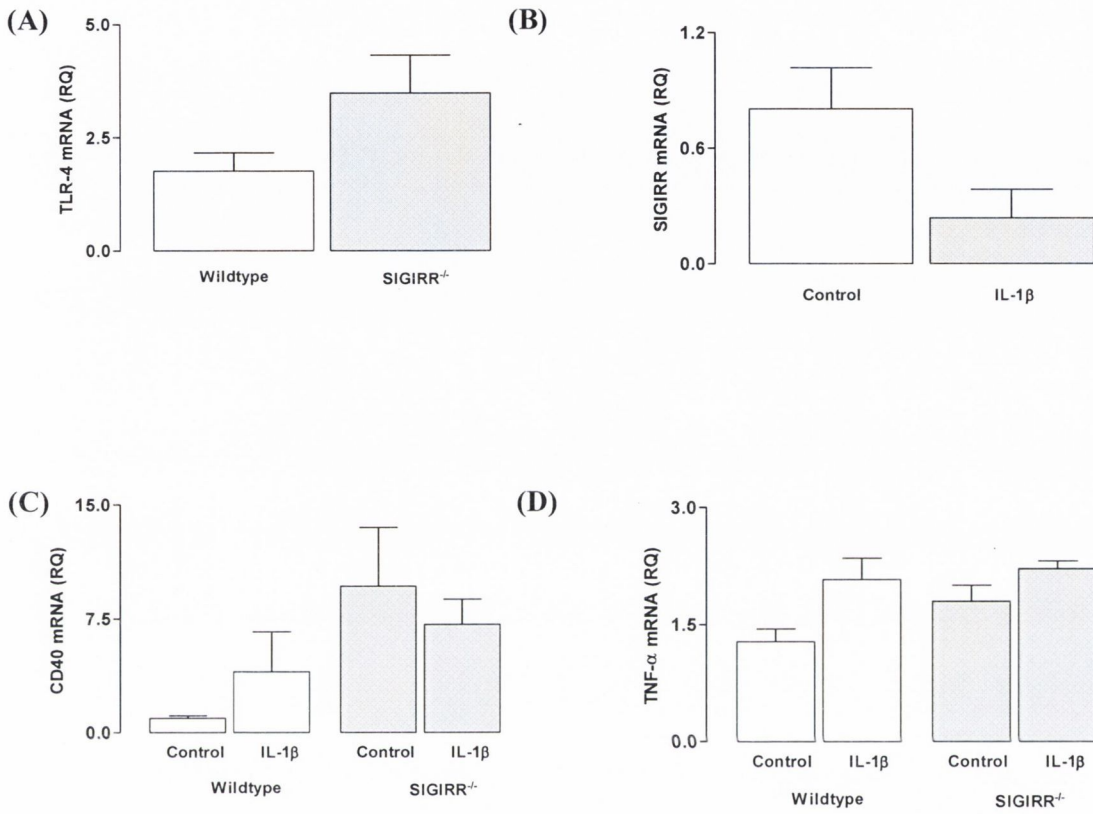 (A)
TLR-4 mRNA (RQ)
5.0
2.5
0.0
Wildtype
SIGIRR-/-
(B)
SIGIRR mRNA (RQ)
1.2
0.6
0.0
Control
IL-1β
(C)
CD40 mRNA (RQ)
15.0
7.5
0.0
Control
IL-1β
Control
IL-1β
Wildtype
SIGIRR-/-
(D)
TNF-α mRNA (RQ)
3.0
1.5
0.0
Control
IL-1β
Control
IL-1β
Wildtype
SIGIRR-/-